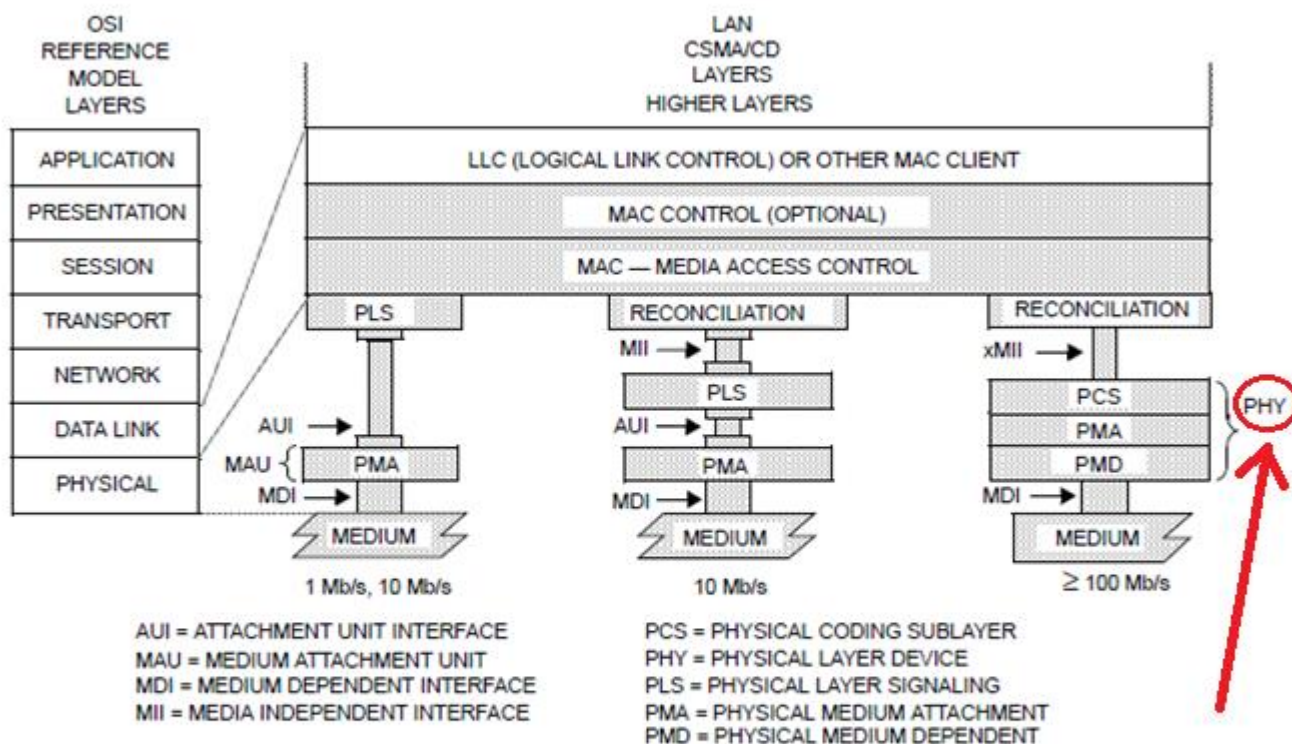 OSI
REFERENCE
MODEL
LAYERS
LAN
CSMA/CD
LAYERS
HIGHER LAYERS
APPLICATION
PRESENTATION
SESSION
TRANSPORT
NETWORK
DATA LINK
PHYSICAL
LLC (LOGICAL LINK CONTROL) OR OTHER MAC CLIENT
MAC CONTROL (OPTIONAL)
MAC — MEDIA ACCESS CONTROL
PLS
AUI
MAU
PMA
MDI
MEDIUM
1 Mb/s, 10 Mb/s
RECONCILIATION
MII
PLS
AUI
PMA
MDI
MEDIUM
10 Mb/s
RECONCILIATION
xMII
PCS
PMA
PMD
PHY
MDI
MEDIUM
≥ 100 Mb/s
AUI = ATTACHMENT UNIT INTERFACE
MAU = MEDIUM ATTACHMENT UNIT
MDI = MEDIUM DEPENDENT INTERFACE
MII = MEDIA INDEPENDENT INTERFACE
PCS = PHYSICAL CODING SUBLAYER
PHY = PHYSICAL LAYER DEVICE
PLS = PHYSICAL LAYER SIGNALING
PMA = PHYSICAL MEDIUM ATTACHMENT
PMD = PHYSICAL MEDIUM DEPENDENT